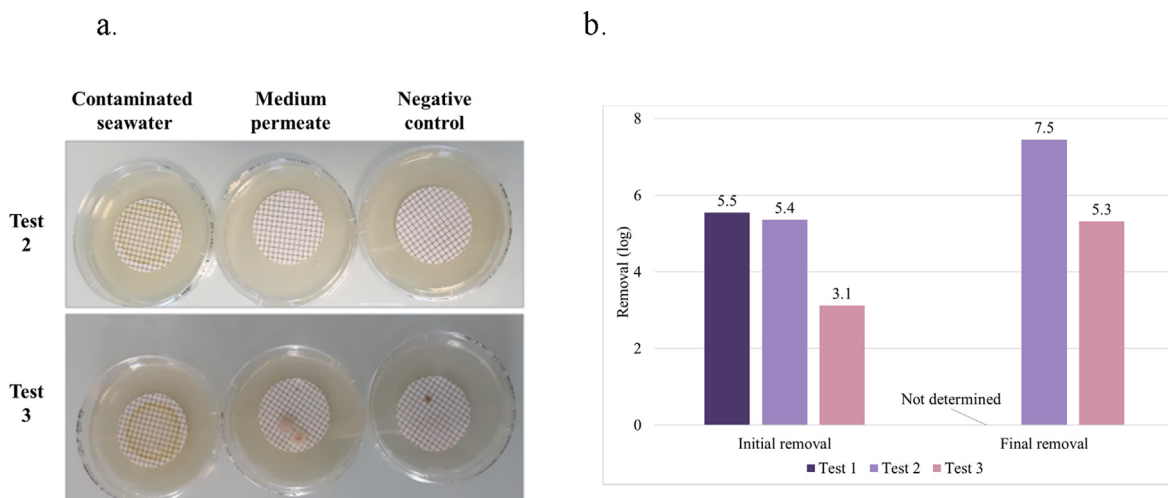 a.
Contaminated
seawater
Medium
permeate
Negative
control
Test
2
Test
3
b.
Removal (log)
8
6
4
2
0
5.5
5.4
3.1
Not determined
7.5
5.3
Initial removal
Final removal
Test 1
Test 2
Test 3